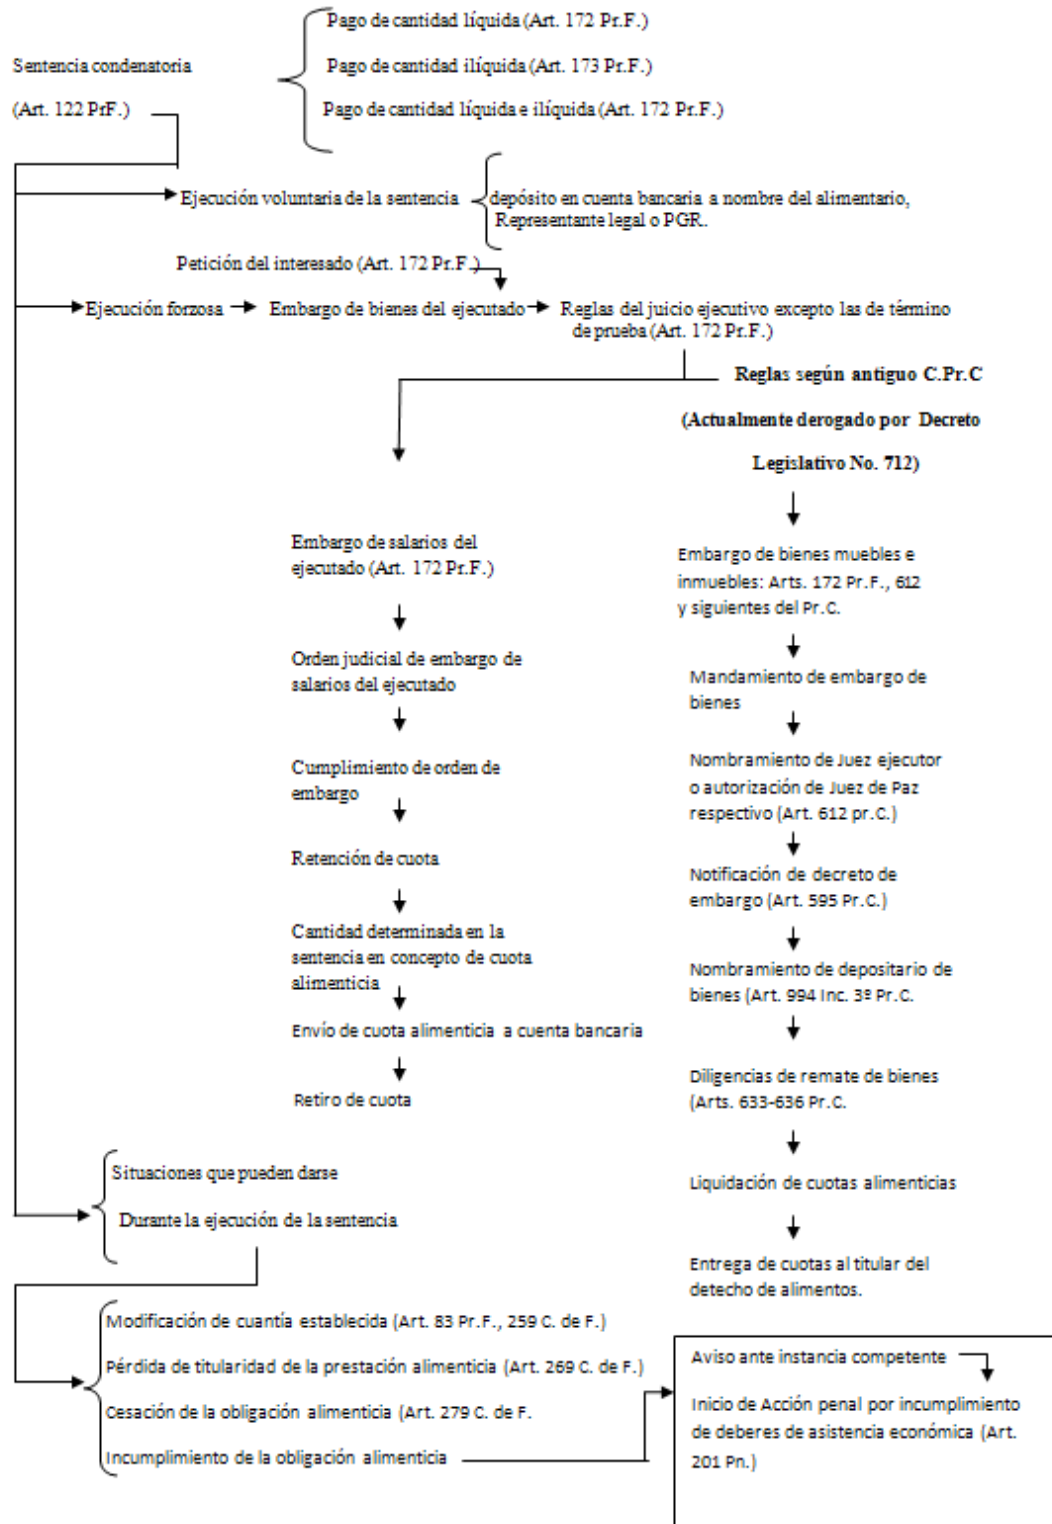 Pago de cantidad líquida (Art. 172 Pr.F.)
Sentencia condenatoria
Pago de cantidad ilíquida (Art. 173 Pr.F.)
(Art. 122 PrF.)
Pago de cantidad líquida e ilíquida (Art. 172 Pr.F.)
Ejecución voluntaria de la sentencia
depósito en cuenta bancaria a nombre del alimentario,
Representante legal o PGR.
Petición del interesado (Art. 172 Pr.F.)
Ejecución forzosa
Embargo de bienes del ejecutado
Reglas del juicio ejecutivo excepto las de término
de prueba (Art. 172 Pr.F.)
Reglas según antiguo C.Pr.C
(Actualmente derogado por Decreto
Legislativo No. 712)
Embargo de salarios del
ejecutado (Art. 172 Pr.F.)
Orden judicial de embargo de
salarios del ejecutado
Cumplimiento de orden de
embargo
Retención de cuota
Cantidad determinada en la
sentencia en concepto de cuota
alimenticia
Envío de cuota alimenticia a cuenta bancaria
Retiro de cuota
Embargo de bienes muebles e
inmuebles: Arts. 172 Pr.F., 612
y siguientes del Pr.C.
Mandamiento de embargo de
bienes
Nombramiento de Juez ejecutor
o autorización de Juez de Paz
respectivo (Art. 612 pr.C.)
Notificación de decreto de
embargo (Art. 595 Pr.C.)
Nombramiento de depositario de
bienes (Art. 994 Inc. 3º Pr.C.
Diligencias de remate de bienes
(Arts. 633-636 Pr.C.
Liquidación de cuotas alimenticias
Entrega de cuotas al titular del
detecho de alimentos.
Situaciones que pueden darse
Durante la ejecución de la sentencia
Modificación de cuantía establecida (Art. 83 Pr.F., 259 C. de F.)
Pérdida de titularidad de la prestación alimenticia (Art. 269 C. de F.)
Cesación de la obligación alimenticia (Art. 279 C. de F.
Incumplimiento de la obligación alimenticia
Aviso ante instancia competente
Inicio de Acción penal por incumplimiento
de deberes de asistencia económica (Art.
201 Pn.)